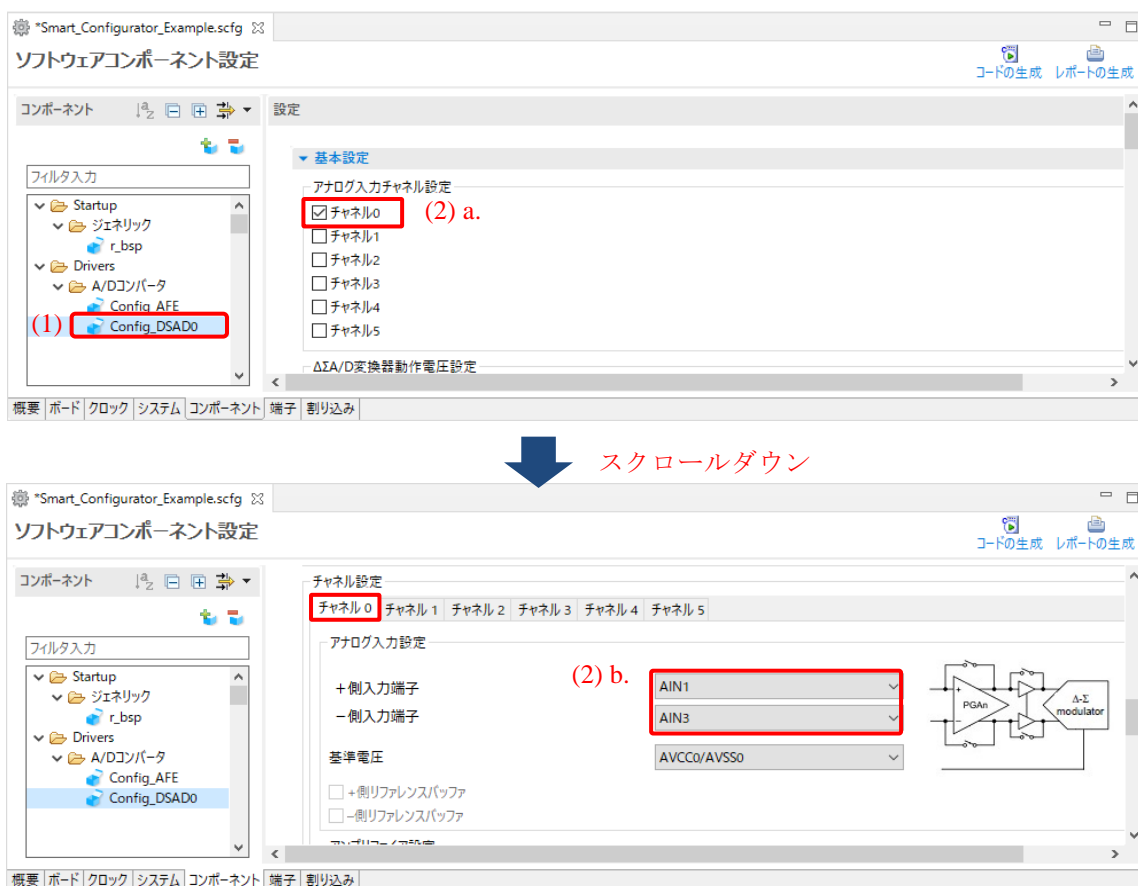 *Smart_Configurator_Example.scfg
ソフトウェアコンポーネント設定
コードの生成 レポートの生成
コンポーネント
設定
フィルタ入力
Startup
ジェネリック
r_bsp
Drivers
A/Dコンバータ
Config_AFE
(1) Config_DSAD0
基本設定
アナログ入力チャネル設定
チャネル0 (2) a.
チャネル1
チャネル2
チャネル3
チャネル4
チャネル5
ΔΣA/D変換器動作電圧設定
概要 ボード クロック システム コンポーネント 端子 割り込み
スクロールダウン
*Smart_Configurator_Example.scfg
ソフトウェアコンポーネント設定
コードの生成 レポートの生成
コンポーネント
フィルタ入力
Startup
ジェネリック
r_bsp
Drivers
A/Dコンバータ
Config_AFE
Config_DSAD0
チャネル設定
チャネル 0 チャネル 1 チャネル 2 チャネル 3 チャネル 4 チャネル 5
アナログ入力設定
(2) b.
+側入力端子 AIN1
-側入力端子 AIN3
基準電圧 AVCC0/AVSS0
+側リファレンスバッファ
-側リファレンスバッファ
アンプリファイア設定
+
-
PGAn
Δ-Σ
modulator
概要 ボード クロック システム コンポーネント 端子 割り込み